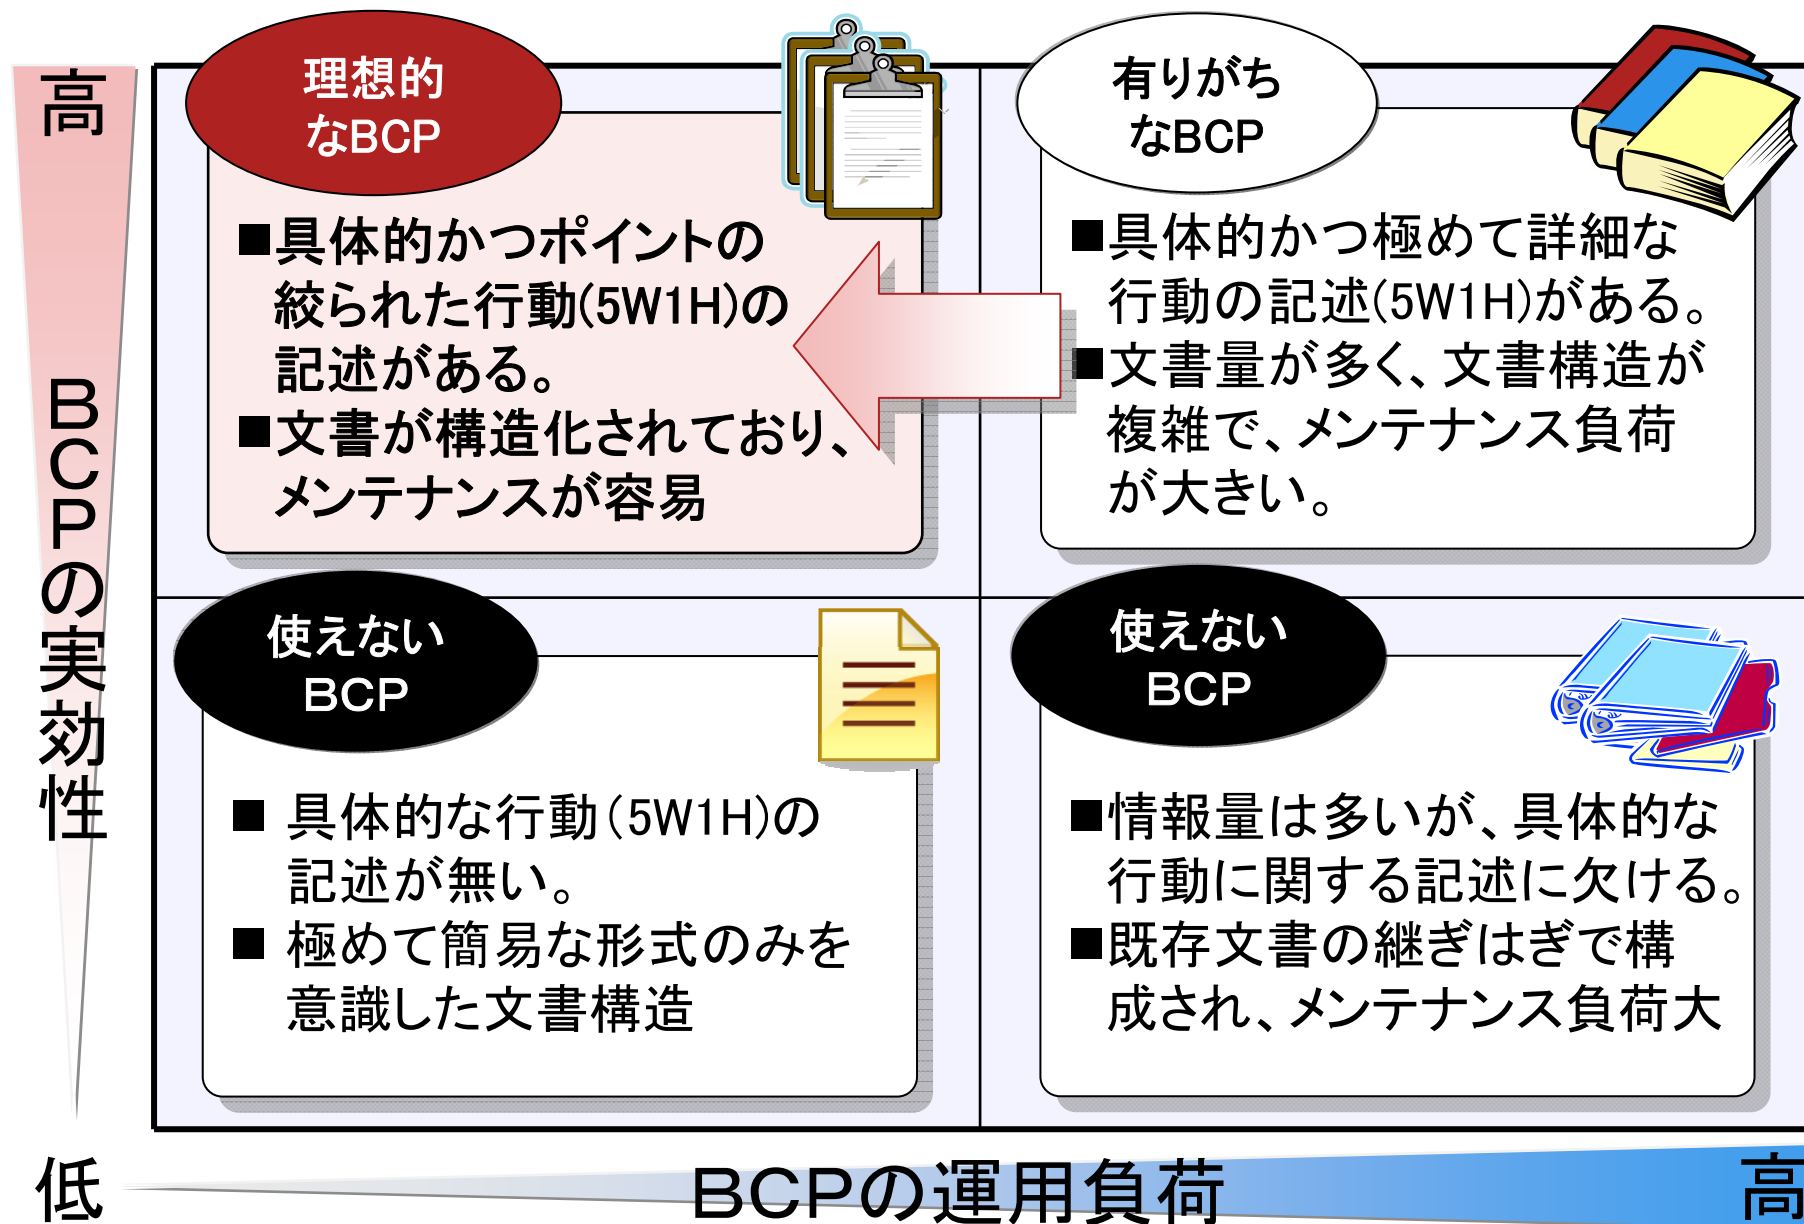 高
BCPの実効性
低
理想的
なBCP
■具体的かつポイントの
絞られた行動(5W1H)の
記述がある。
■文書が構造化されており、
メンテナンスが容易
有りがち
なBCP
■具体的かつ極めて詳細な
行動の記述(5W1H)がある。
■文書量が多く、文書構造が
複雑で、メンテナンス負荷
が大きい。
使えない
BCP
■ 具体的な行動(5W1H)の
記述が無い。
■ 極めて簡易な形式のみを
意識した文書構造
使えない
BCP
■情報量は多いが、具体的な
行動に関する記述に欠ける。
■既存文書の継ぎはぎで構
成され、メンテナンス負荷大
BCPの運用負荷
高